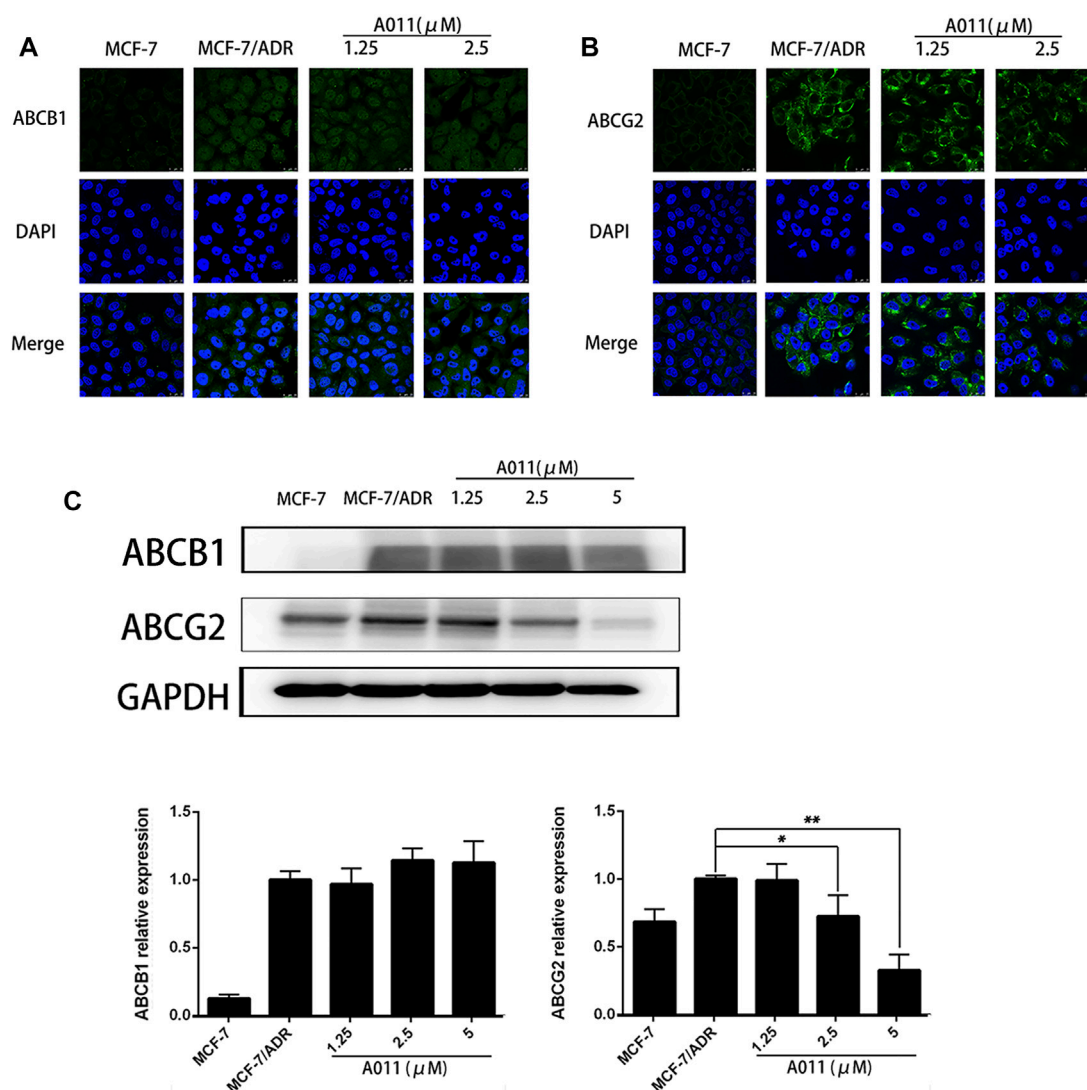 A
MCF-7 MCF-7/ADR A011(μM)
1.25 2.5
ABCB1
DAPI
Merge
B
MCF-7 MCF-7/ADR A011(μM)
1.25 2.5
ABCG2
DAPI
Merge
C
A011(μM)
MCF-7 MCF-7/ADR 1.25 2.5 5
ABCB1
ABCG2
GAPDH
ABCB1 relative expression
1.5
1.0
0.5
0.0
MCF-7 MCF-7/ADR 1.25 2.5 5
A011 (μM)
ABCG2 relative expression
1.5
1.0
0.5
0.0
**
*
MCF-7 MCF-7/ADR 1.25 2.5 5
A011 (μM)